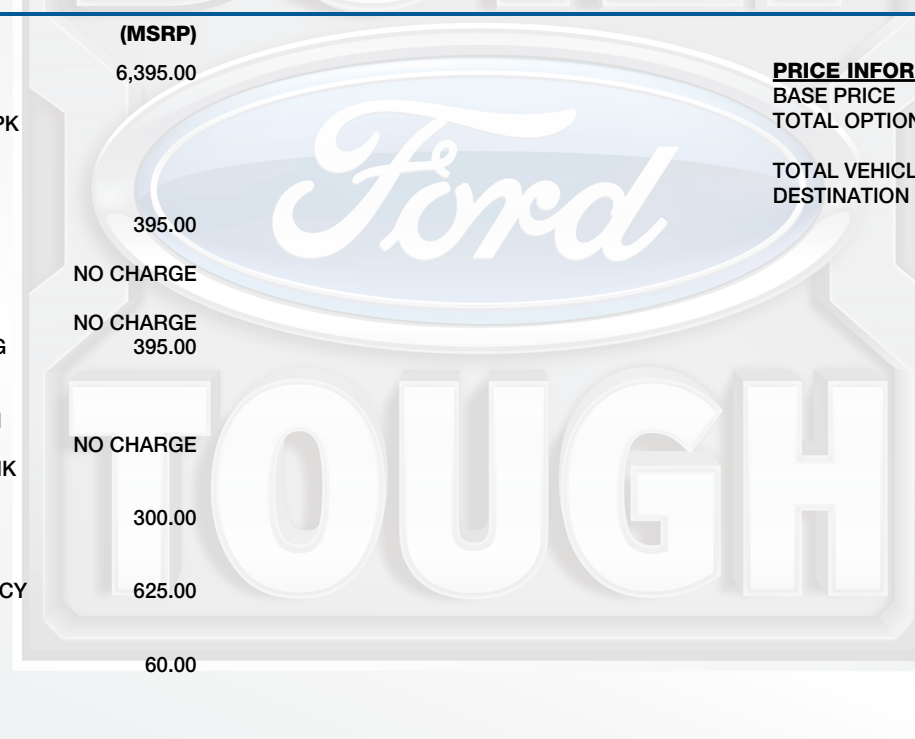 (MSRP)
6,395.00
PK
395.00
NO CHARGE
NO CHARGE
G
395.00
NO CHARGE
IK
300.00
CY
625.00
60.00
PRICE INFOR
BASE PRICE
TOTAL OPTION
TOTAL VEHICL
DESTINATION
Ford
TOUGH